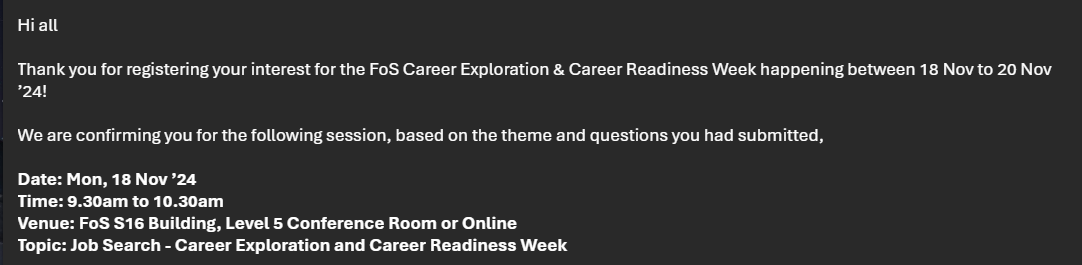 Hi all
Thank you for registering your interest for the FoS Career Exploration & Career Readiness Week happening between 18 Nov to 20 Nov
’24!
We are confirming you for the following session, based on the theme and questions you had submitted,
Date: Mon, 18 Nov ’24
Time: 9.30am to 10.30am
Venue: FoS S16 Building, Level 5 Conference Room or Online
Topic: Job Search - Career Exploration and Career Readiness Week